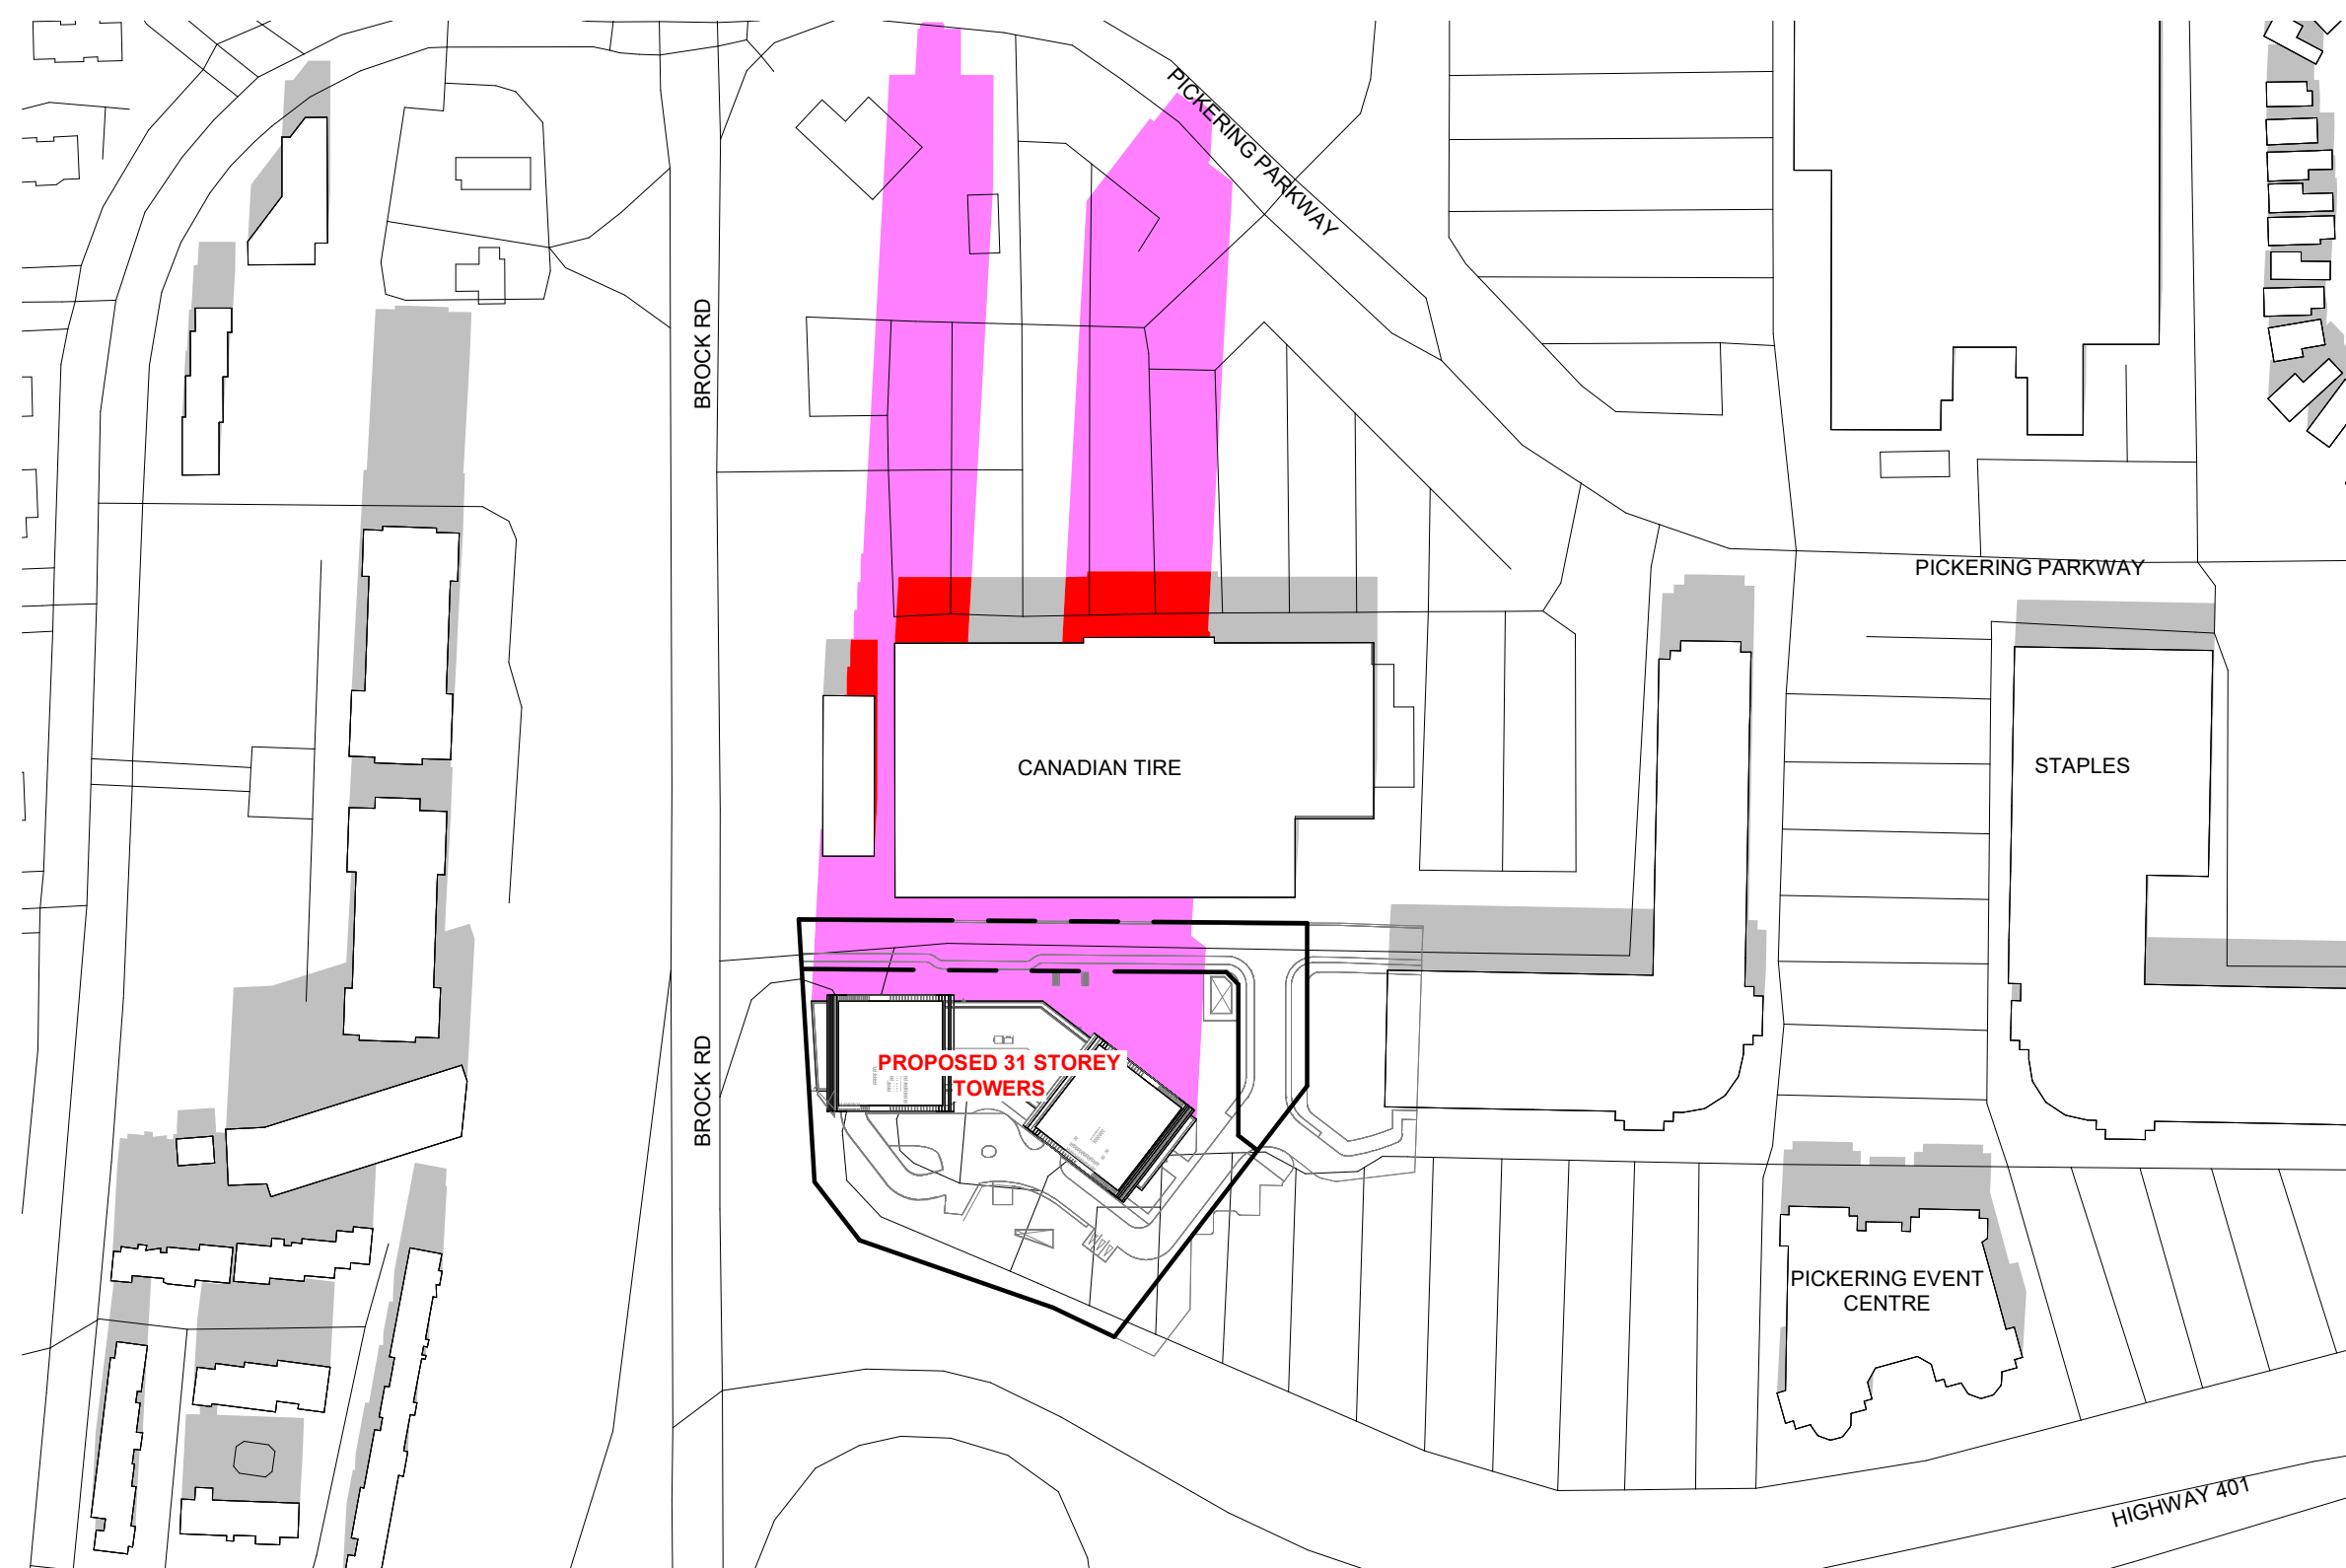 PICKERING PARKWAY
BROCK RD
PICKERING PARKWAY
CANADIAN TIRE
STAPLES
PROPOSED 31 STOREY
TOWERS
BROCK RD
PICKERING EVENT
CENTRE
HIGHWAY 401